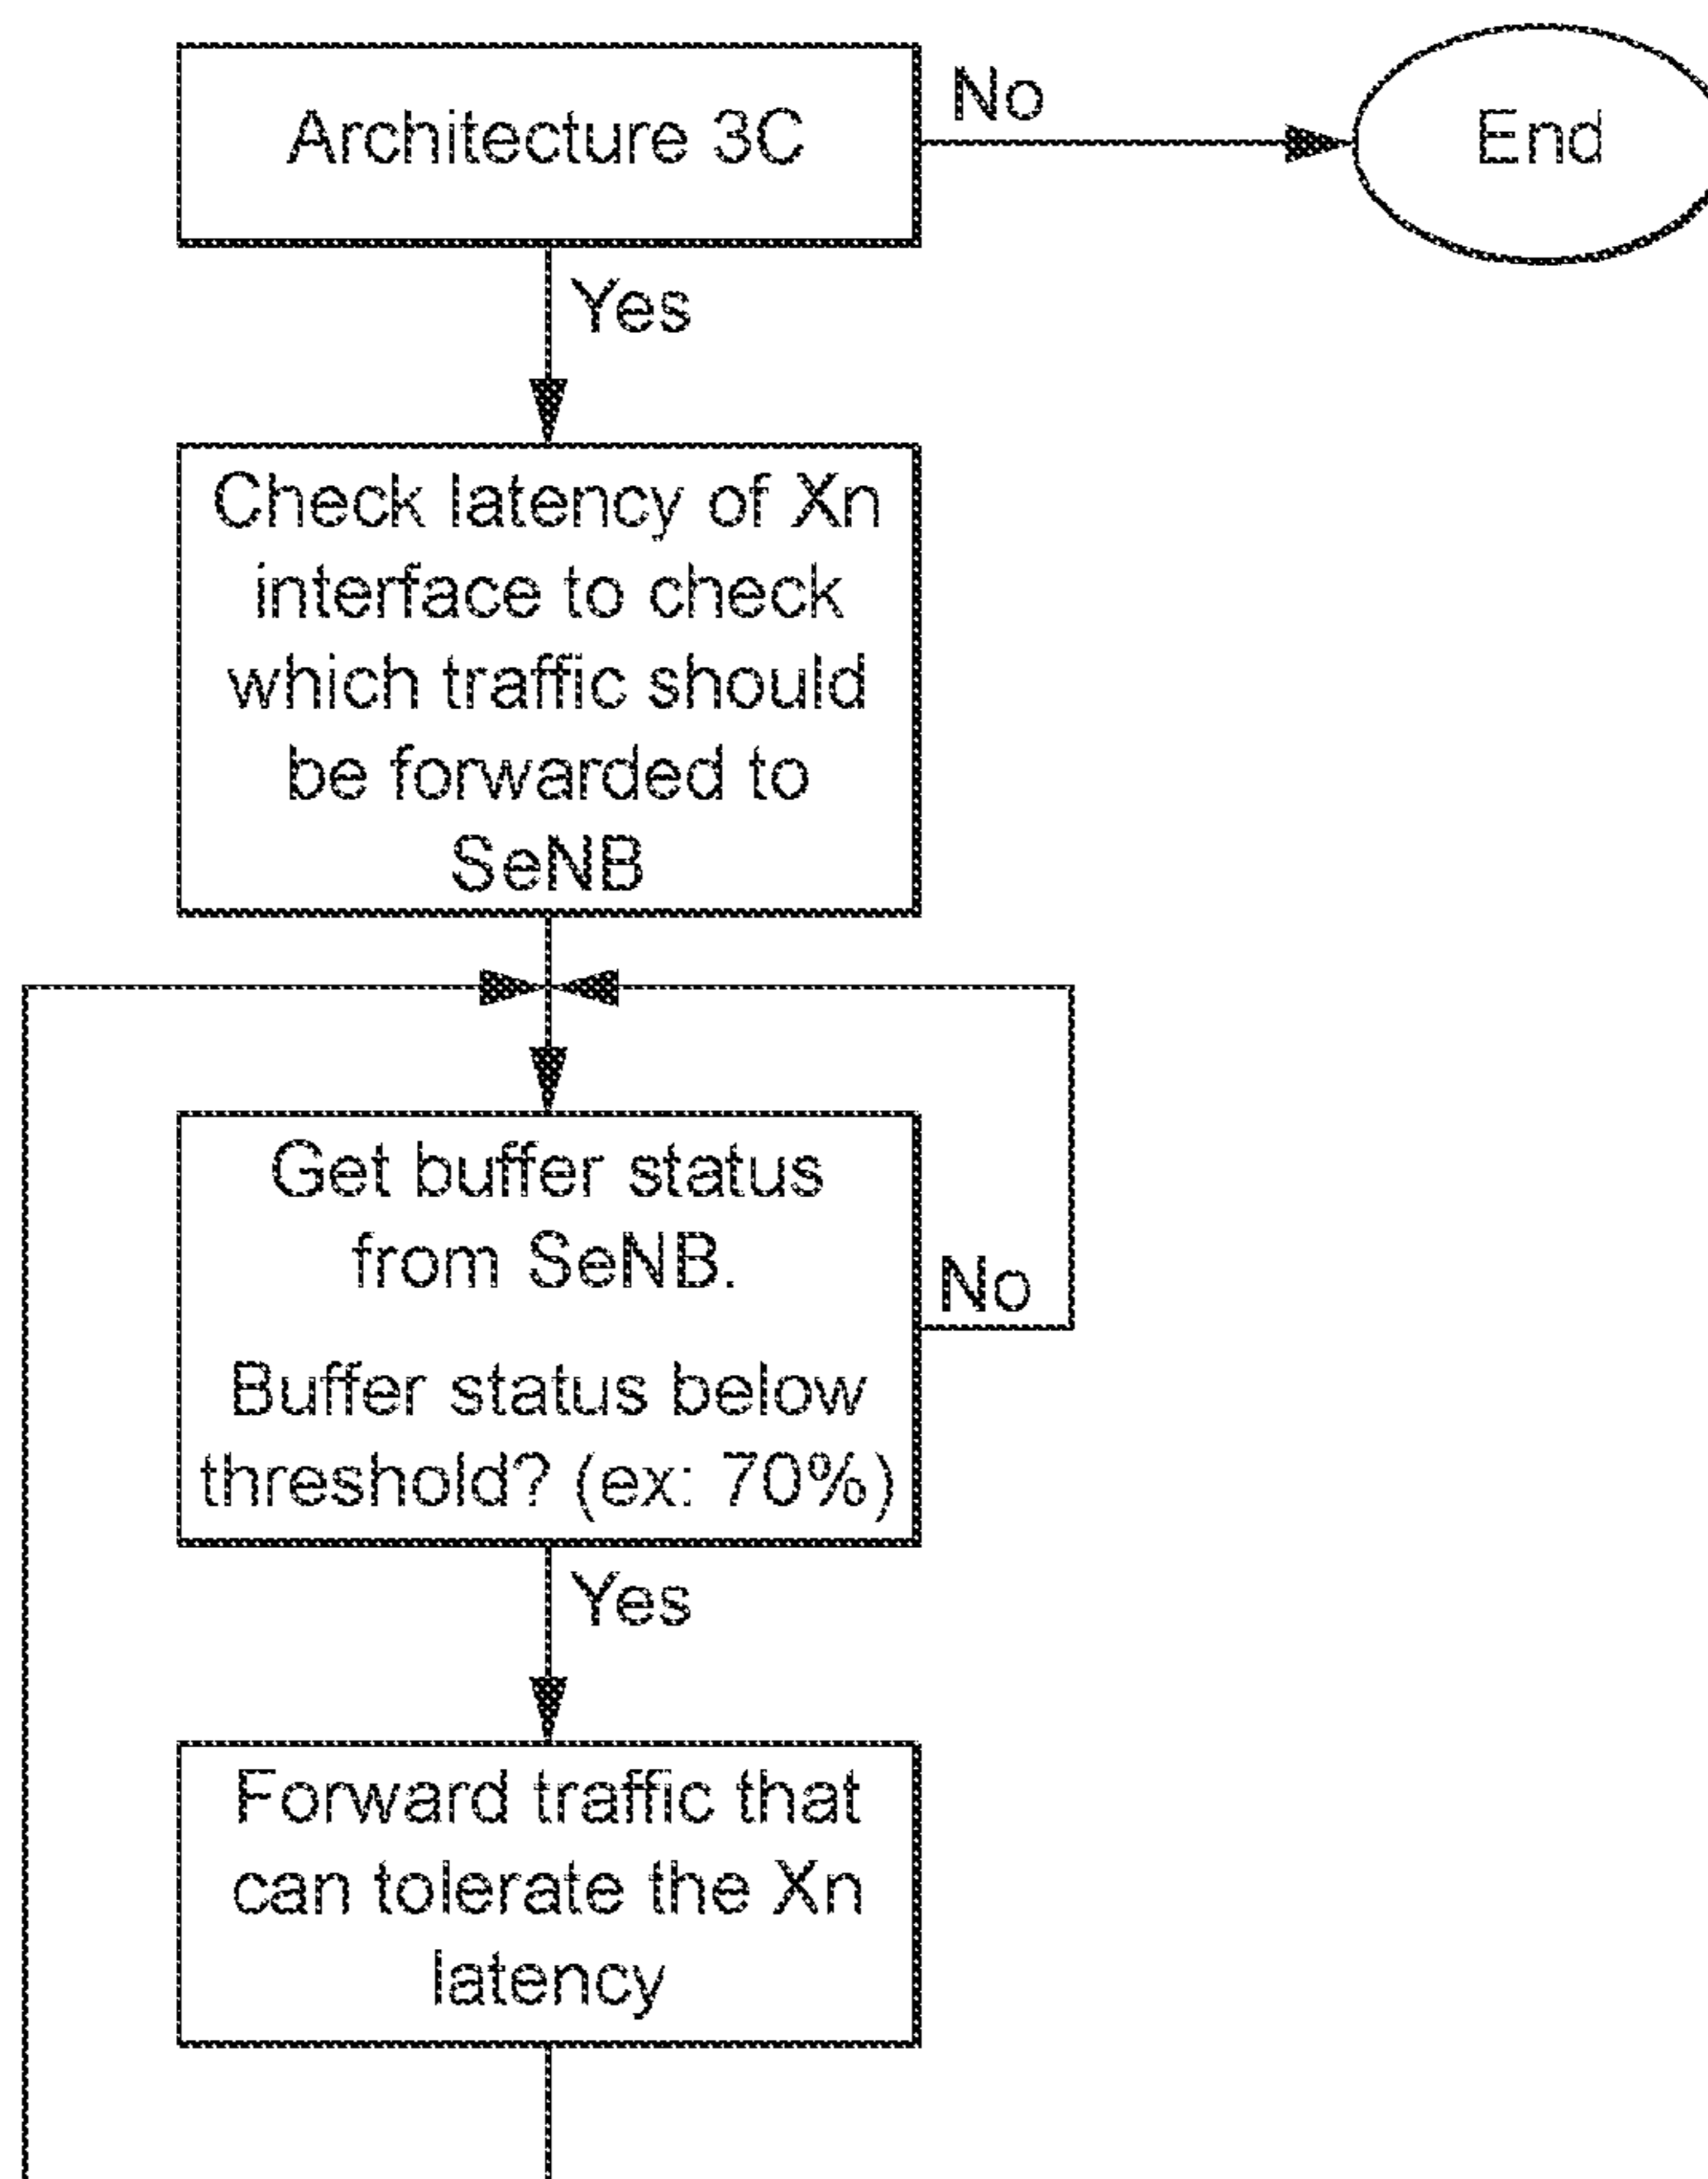 Architecture 3C
No
End
Yes
Check latency of Xn
interface to check
which traffic should
be forwarded to
SeNB
Get buffer status
from SeNB.
No
Buffer status below
threshold? (ex: 70%)
Yes
Forward traffic that
can tolerate the Xn
latency